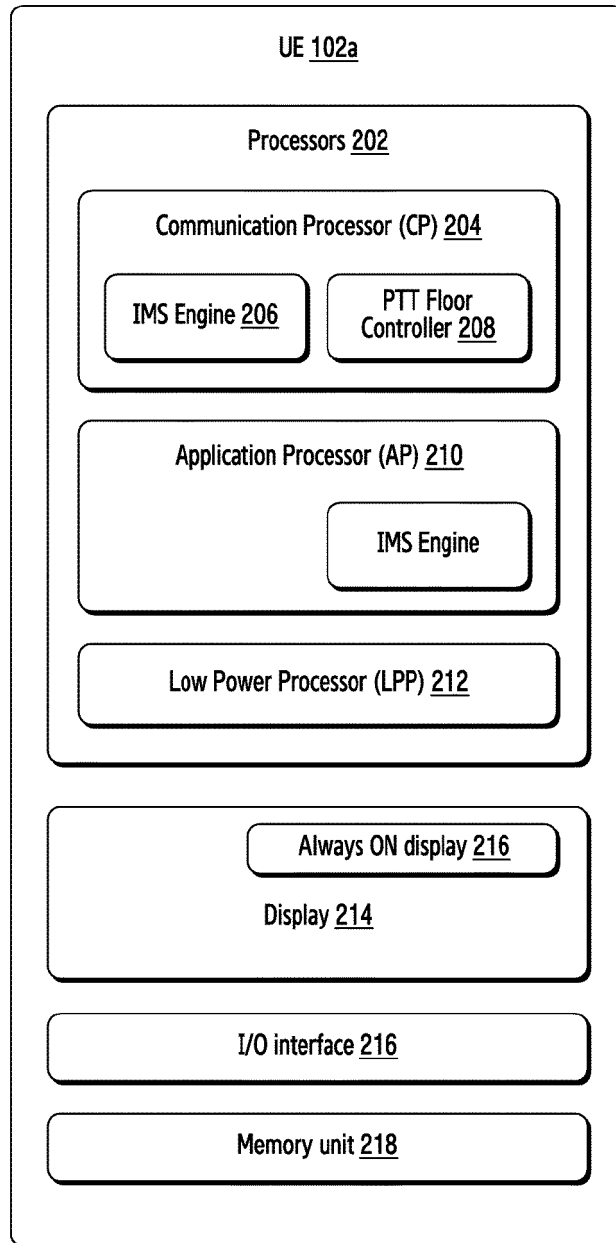 UE 102a
Processors 202
Communication Processor (CP) 204
IMS Engine 206
PTT Floor
Controller 208
Application Processor (AP) 210
IMS Engine
Low Power Processor (LPP) 212
Always ON display 216
Display 214
I/O interface 216
Memory unit 218